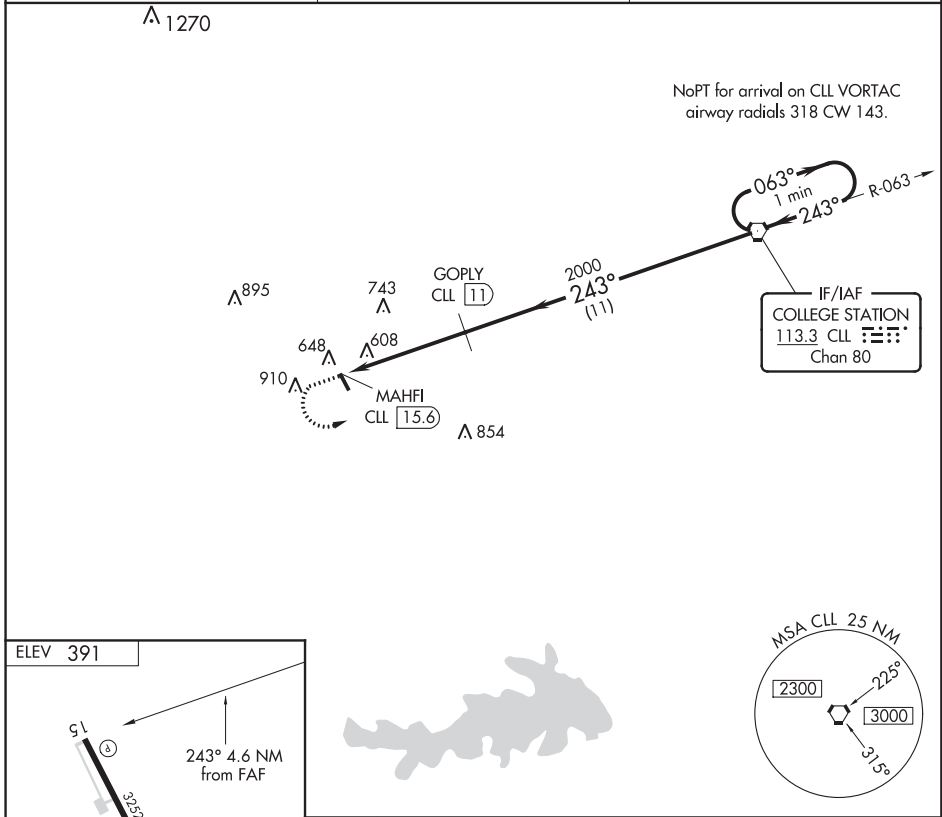 1270
NoPT for arrival on CLL VORTAC
airway radials 318 CW 143.
063°
1 min
243°
R-063
2000
243°
(11)
GOPLY
CLL 11
895
743
648
608
910
MAHFI
CLL 15.6
854
IF/IAF
COLLEGE STATION
113.3 CLL
Chan 80
ELEV 391
15
P
243° 4.6 NM
from FAF
MSA CLL 25 NM
2300
225°
3000
315°